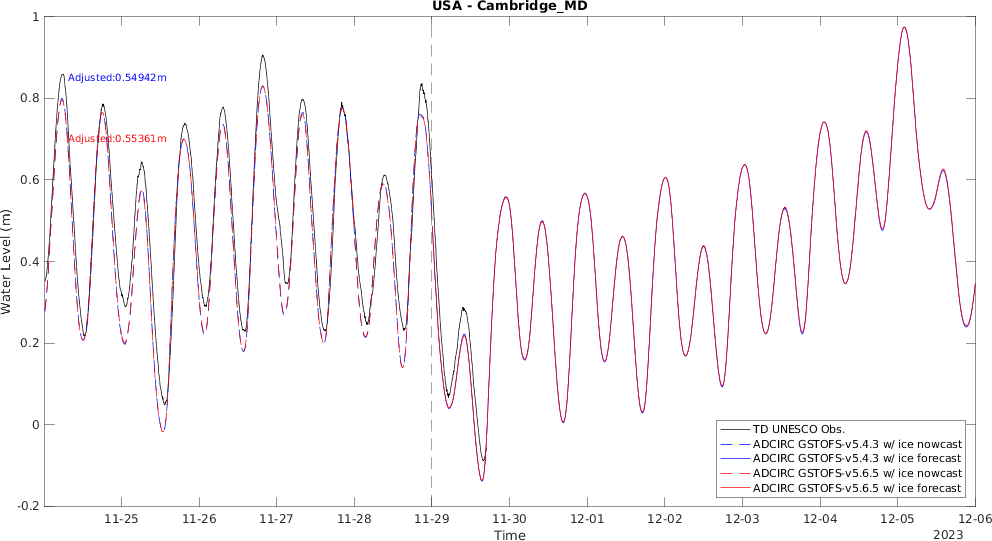 USA - Cambridge_MD
Water Level (m)
1
0.8
0.6
0.4
0.2
0
-0.2
Adjusted:0.54942m
Adjusted:0.55361m
TD UNESCO Obs.
ADCIRC GSTOFS-v5.4.3 w/ ice nowcast
ADCIRC GSTOFS-v5.4.3 w/ ice forecast
ADCIRC GSTOFS-v5.6.5 w/ ice nowcast
ADCIRC GSTOFS-v5.6.5 w/ ice forecast
11-25 11-26 11-27 11-28 11-29 11-30 12-01 12-02 12-03 12-04 12-05 12-06
Time
2023